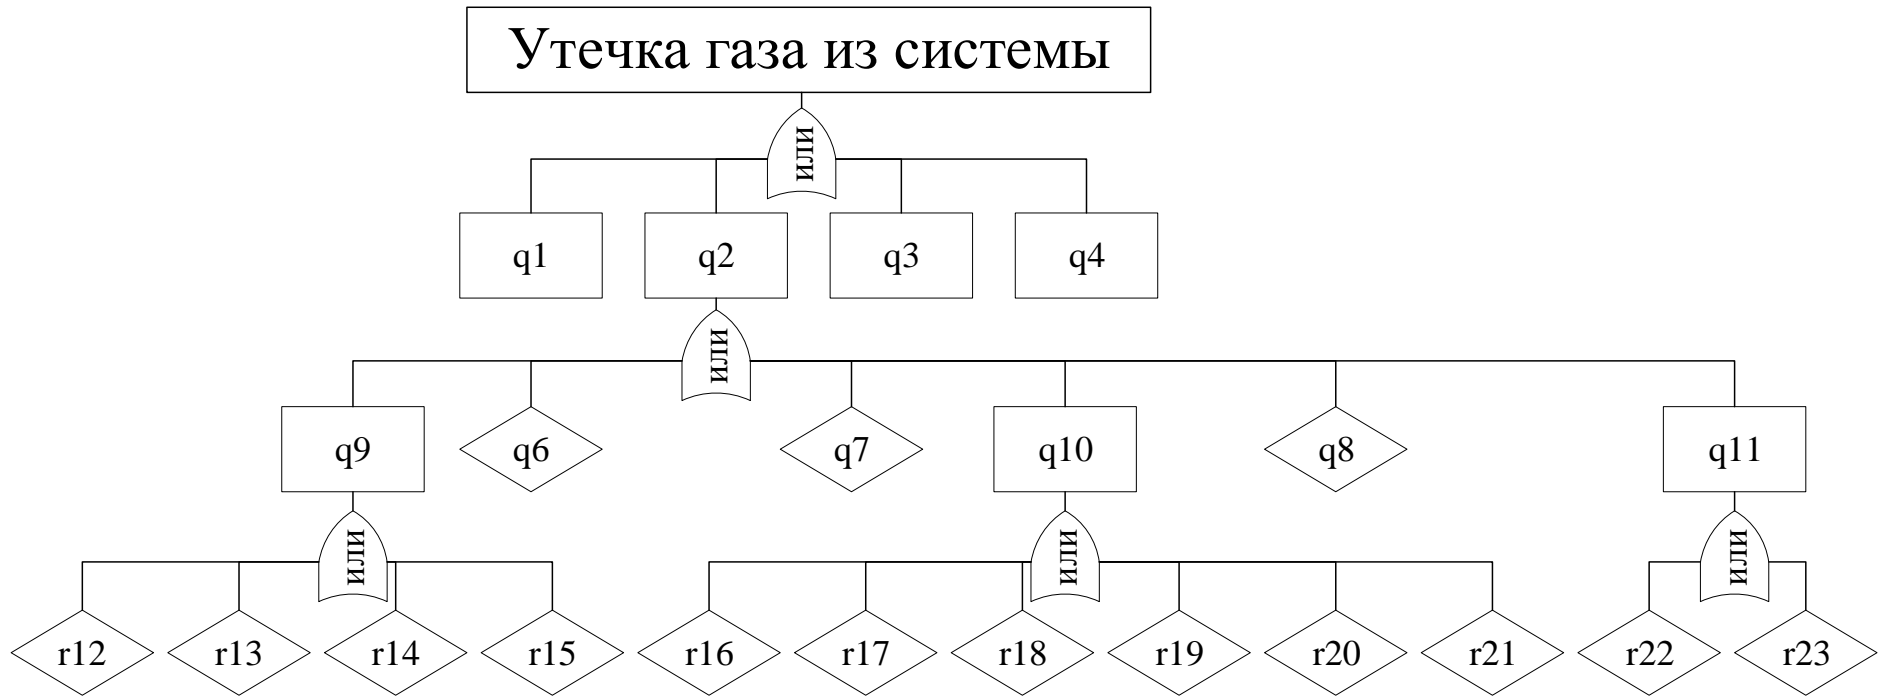 Утечка газа из системы
или
q1
q2
q3
q4
или
q9
q6
q7
q10
q8
q11
или
или
или
r12
r13
r14
r15
r16
r17
r18
r19
r20
r21
r22
r23